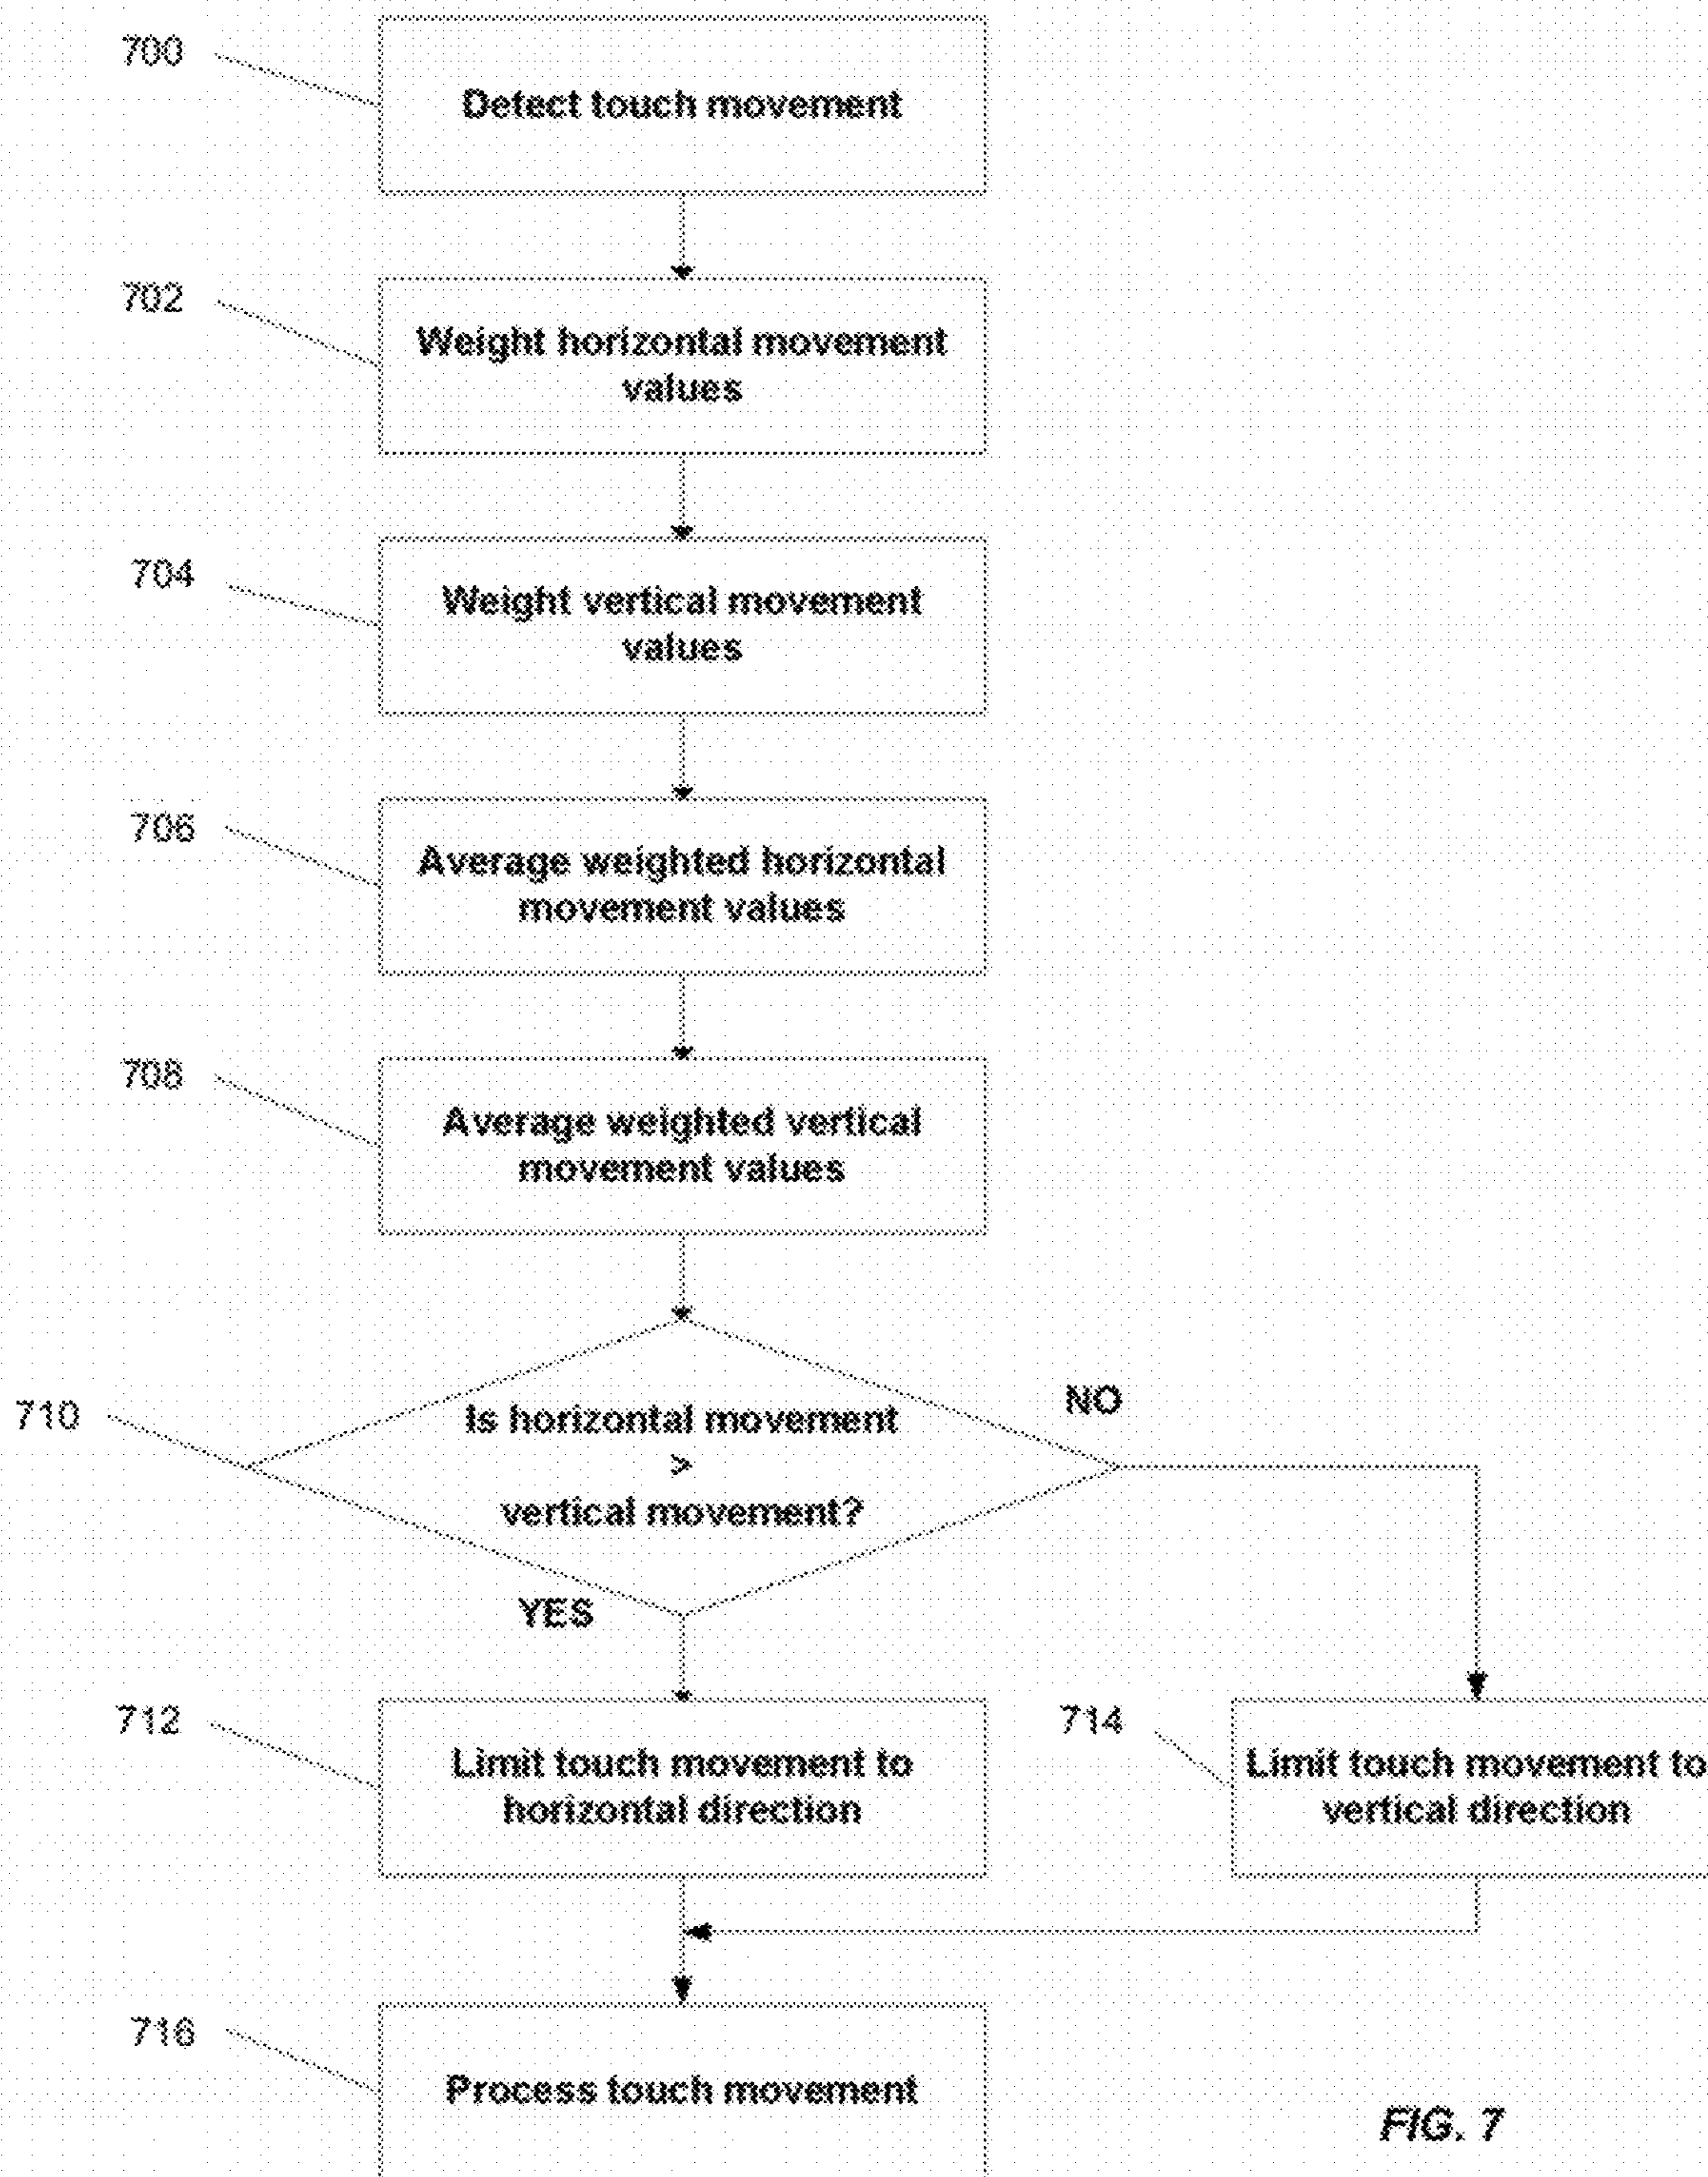 700
Detect touch movement
702
Weight horizontal movement
values
704
Weight vertical movement
values
706
Average weighted horizontal
movement values
708
Average weighted vertical
movement values
710
Is horizontal movement
>
vertical movement?
NO
YES
712
Limit touch movement to
horizontal direction
714
Limit touch movement to
vertical direction
716
Process touch movement
FIG. 7